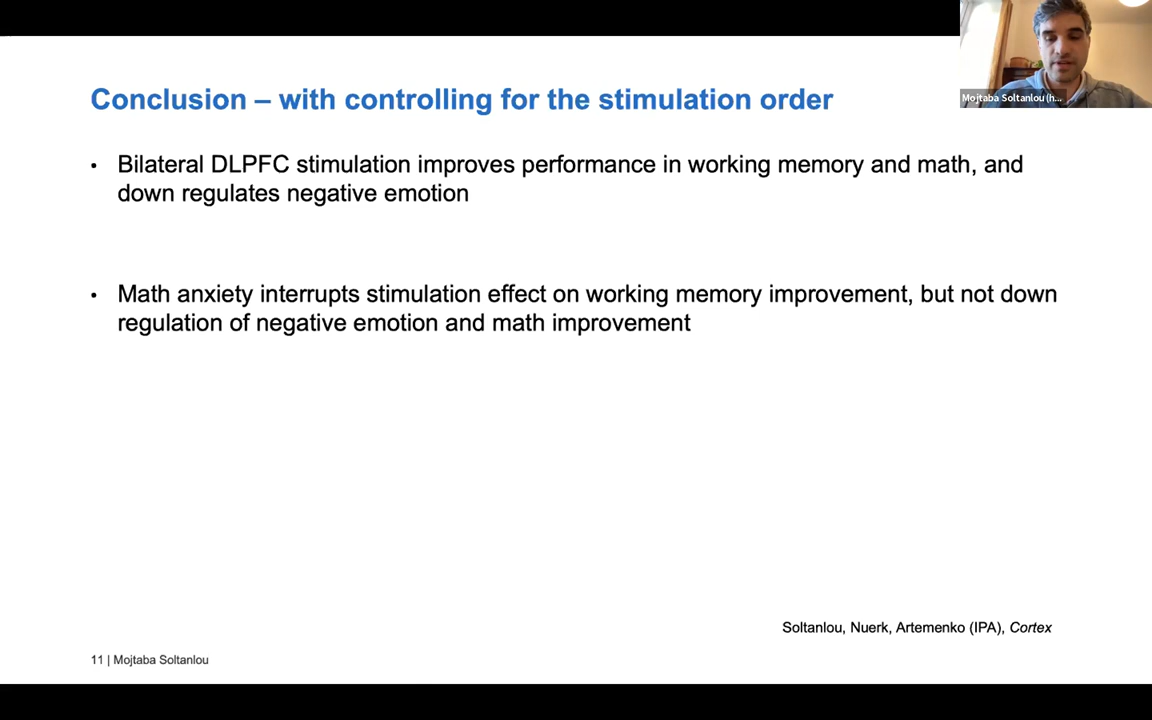 Mojtaba Soltanlou (h...
Conclusion – with controlling for the stimulation order
• Bilateral DLPFC stimulation improves performance in working memory and math, and
down regulates negative emotion
• Math anxiety interrupts stimulation effect on working memory improvement, but not down
regulation of negative emotion and math improvement
Soltanlou, Nuerk, Artemenko (IPA), Cortex
11 | Mojtaba Soltanlou